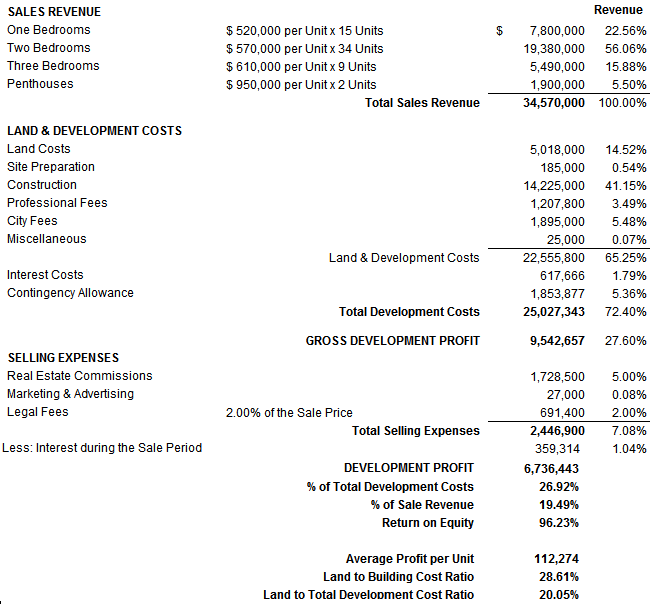 Revenue
SALES REVENUE
One Bedrooms $ 520,000 per Unit x 15 Units $ 7,800,000 22.56%
Two Bedrooms $ 570,000 per Unit x 34 Units 19,380,000 56.06%
Three Bedrooms $ 610,000 per Unit x 9 Units 5,490,000 15.88%
Penthouses $ 950,000 per Unit x 2 Units 1,900,000 5.50%
Total Sales Revenue 34,570,000 100.00%
LAND & DEVELOPMENT COSTS
Land Costs 5,018,000 14.52%
Site Preparation 185,000 0.54%
Construction 14,225,000 41.15%
Professional Fees 1,207,800 3.49%
City Fees 1,895,000 5.48%
Miscellaneous 25,000 0.07%
Land & Development Costs 22,555,800 65.25%
Interest Costs 617,666 1.79%
Contingency Allowance 1,853,877 5.36%
Total Development Costs 25,027,343 72.40%
GROSS DEVELOPMENT PROFIT 9,542,657 27.60%
SELLING EXPENSES
Real Estate Commissions 1,728,500 5.00%
Marketing & Advertising 27,000 0.08%
Legal Fees 2.00% of the Sale Price 691,400 2.00%
Total Selling Expenses 2,446,900 7.08%
Less: Interest during the Sale Period 359,314 1.04%
DEVELOPMENT PROFIT 6,736,443
% of Total Development Costs 26.92%
% of Sale Revenue 19.49%
Return on Equity 96.23%
Average Profit per Unit 112,274
Land to Building Cost Ratio 28.61%
Land to Total Development Cost Ratio 20.05%